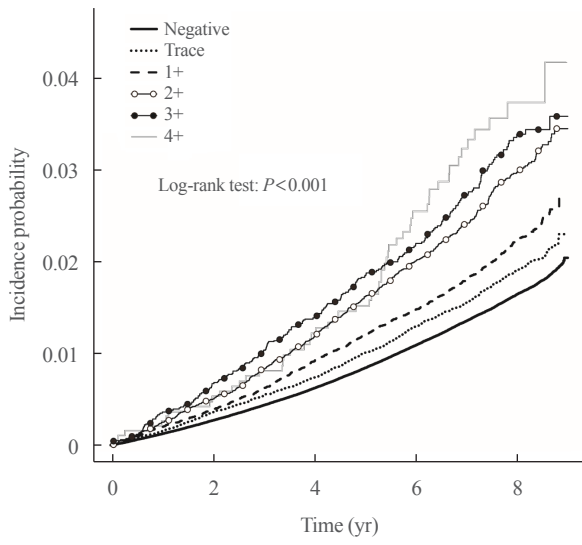 Negative
Trace
1+
2+
3+
4+
Log-rank test: P<0.001
Incidence probability
0.04
0.03
0.02
0.01
0
0 2 4 6 8
Time (yr)